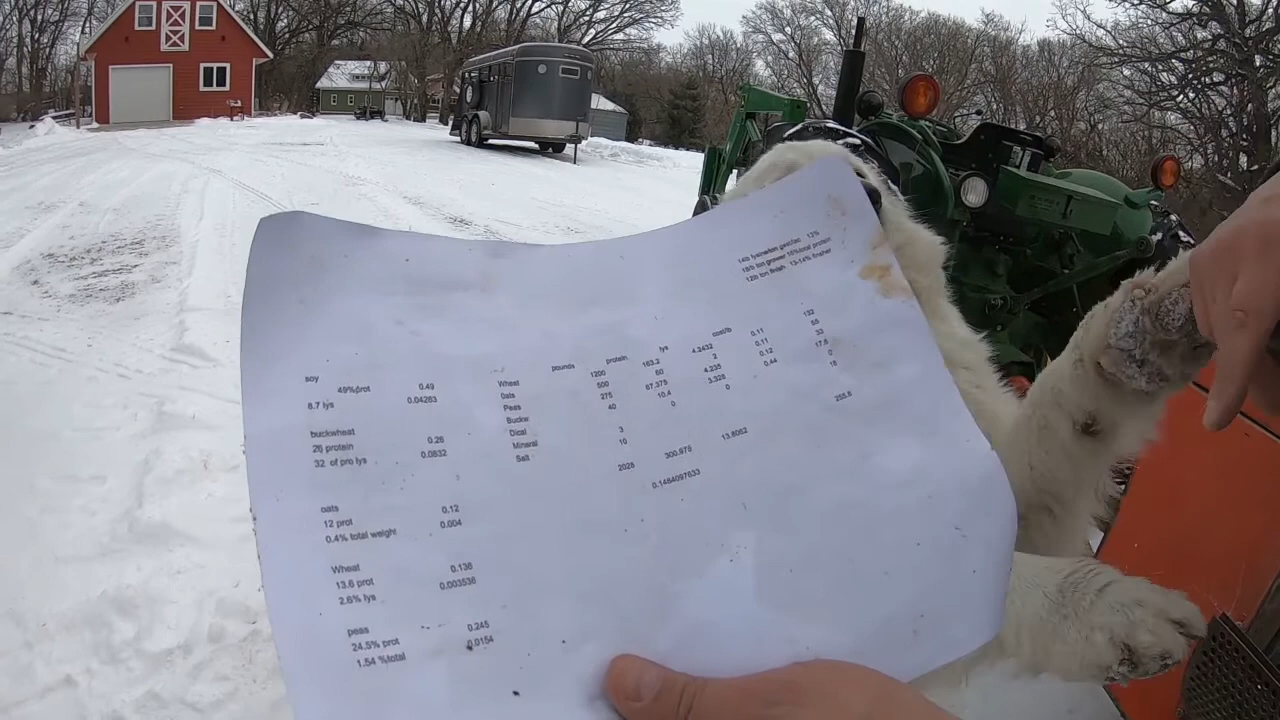 14lb lysine/ton gest/lac 13%
18/b ton grower 16%total protein
12lb ton finish 13-14% finsher
soy
49%prot 0.49
8.7 lys 0.04263
buckwheat
26 protein 0.26
32 of pro lys 0.0832
oats
12 prot 0.12
0.4% total weight 0.004
Wheat
13.6 prot 0.136
2.6% lys 0.003536
peas
24.5% prot 0.245
1.54 %total 0.0154
pounds protein lys cost/lb
Wheat 1200 163.2 4.2432 0.11 132
Oats 500 60 2 0.11 55
Peas 275 67.375 4.235 0.12 33
Buckw 40 10.4 3.328 0.44 17.6
Dical 3 0 0 0
Mineral 10 18
Salt
2028 300.975 13.8062 255.6
0.1484097633